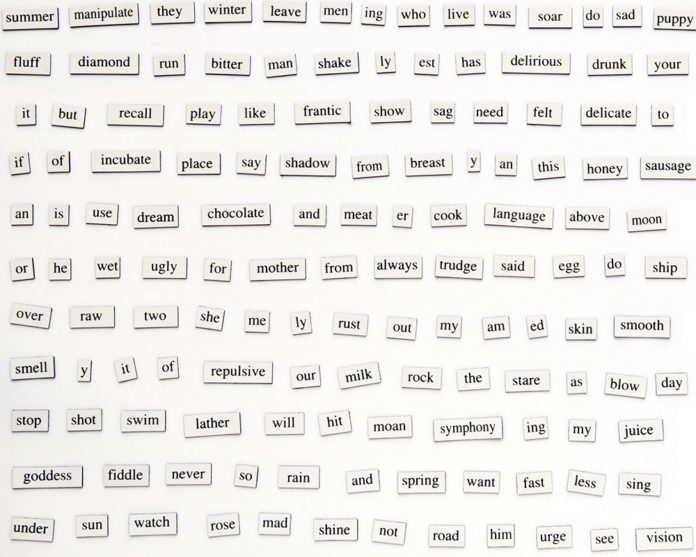 summer manipulate they winter leave men ing who live was soar do sad puppy
fluff diamond run bitter man shake ly est has delirious drunk your
it but recall play like frantic show sag need felt delicate to
if of incubate place say shadow from breast y an this honey sausage
an is use dream chocolate and meat er cook language above moon
or he wet ugly for mother from always trudge said egg do ship
over raw two she me ly rust out my am ed skin smooth
smell y it of repulsive our milk rock the stare as blow day
stop shot swim lather will hit moan symphony ing my juice
goddess fiddle never so rain and spring want fast less sing
under sun watch rose mad shine not road him urge see vision